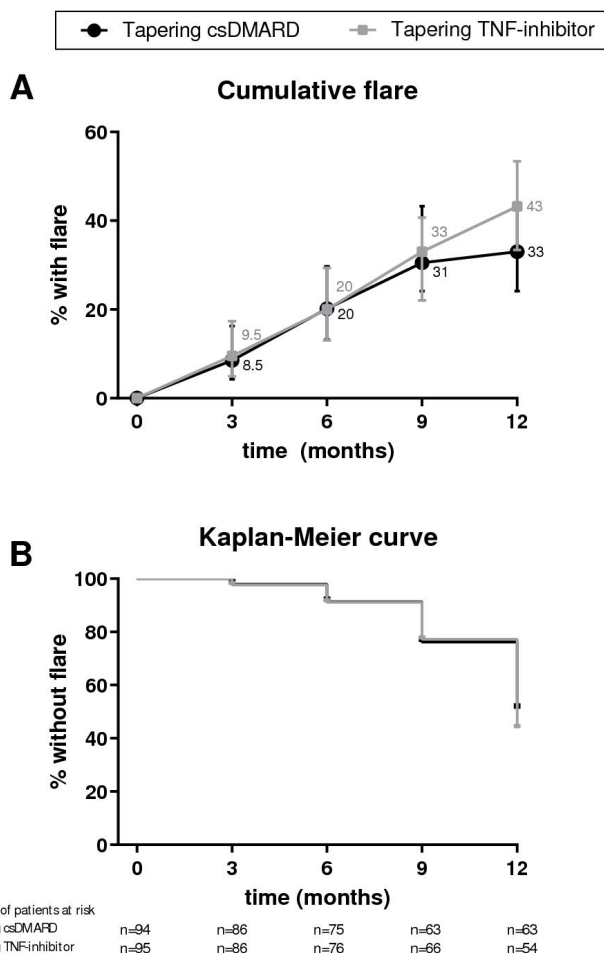 Tapering csDMARD Tapering TNF-inhibitor
A
Cumulative flare
60
40
20
0
% with flare
9.5
8.5
20
20
33
31
43
33
0 3 6 9 12
time (months)
B
Kaplan-Meier curve
100
80
60
40
20
0
% without flare
0 3 6 9 12
time (months)
of patients at risk
csDMARD n=94 n=86 n=75 n=63 n=63
TNF-inhibitor n=95 n=86 n=76 n=66 n=54